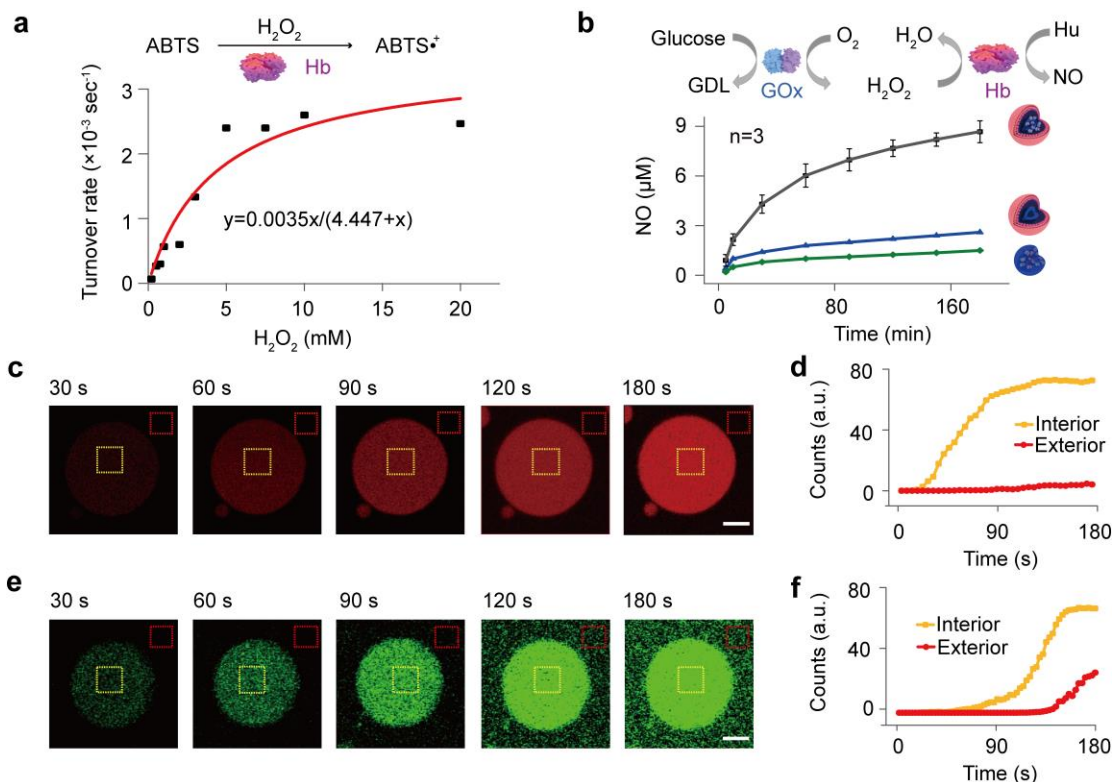 a
H₂O₂
ABTS
ABTS•⁺
Hb
Turnover rate (×10⁻³ sec⁻¹)
3
2
1
0
y=0.0035x/(4.447+x)
0 5 10 15 20
H₂O₂ (mM)
b
Glucose
O₂
H₂O
Hu
GDL
GOx
H₂O₂
Hb
NO
NO (μM)
9
6
3
0
n=3
0 80 160
Time (min)
c
30 s 60 s 90 s 120 s 180 s
d
Counts (a.u.)
80
40
0
Interior
Exterior
0 90 180
Time (s)
e
30 s 60 s 90 s 120 s 180 s
f
Counts (a.u.)
80
40
0
Interior
Exterior
0 90 180
Time (s)